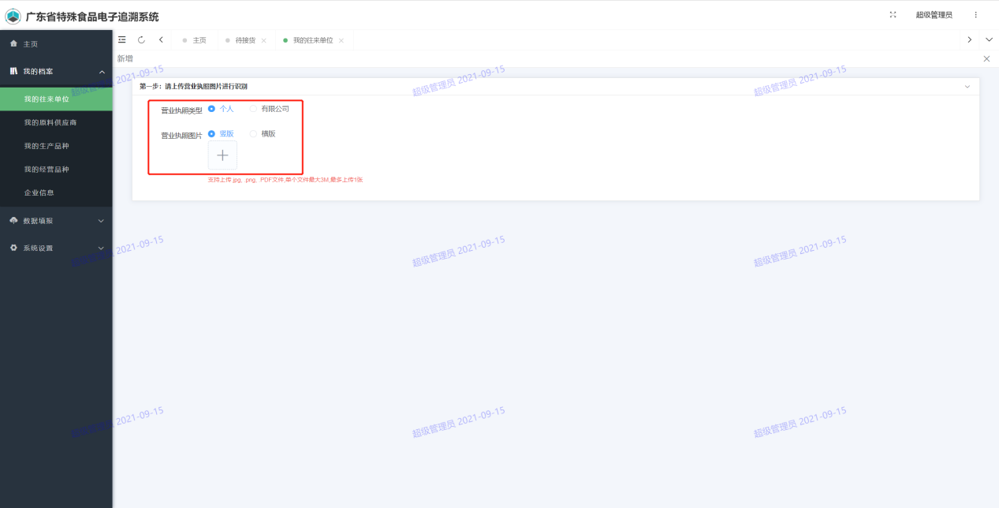 广东省特殊食品电子追溯系统
超级管理员
主页
我的档案
我的往来单位
我的原料供应商
我的生产品种
我的经营品种
企业信息
数据填报
系统设置
主页 待接货 我的往来单位
新增
第一步：请上传营业执照图片进行识别
营业执照类型 个人 有限公司
营业执照图片 竖版 横版
支持上传.jpg, .png, .PDF文件,单个文件最大3M,最多上传1张
超级管理员 2021-09-15
超级管理员 2021-09-15
超级管理员 2021-09-15
超级管理员 2021-09-15
超级管理员 2021-09-15
超级管理员 2021-09-15
超级管理员 2021-09-15
超级管理员 2021-09-15
超级管理员 2021-09-15